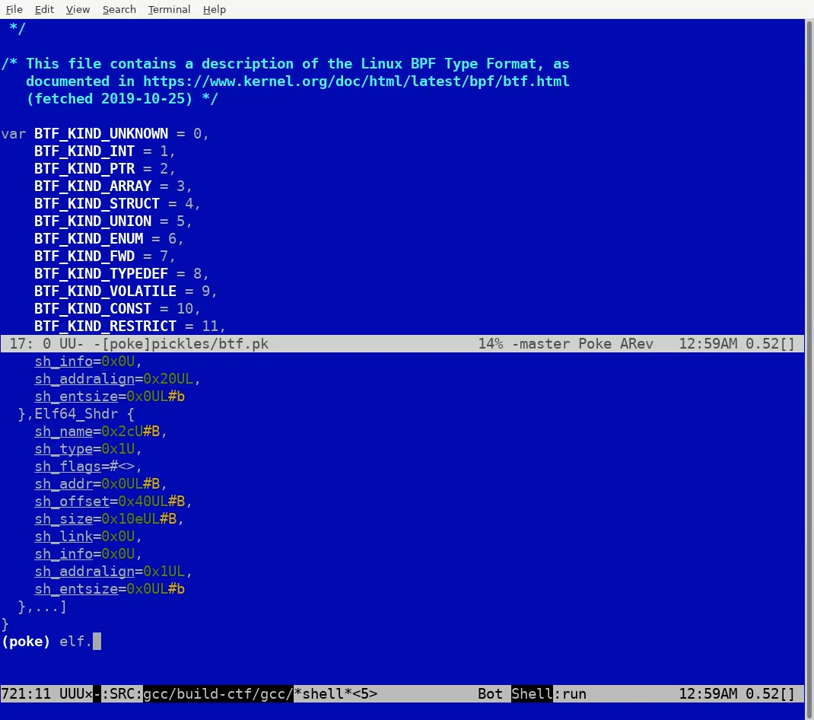 File Edit View Search Terminal Help
 */
/* This file contains a description of the Linux BPF Type Format, as
   documented in https://www.kernel.org/doc/html/latest/bpf/btf.html
   (fetched 2019-10-25) */
var BTF_KIND_UNKNOWN = 0,
    BTF_KIND_INT = 1,
    BTF_KIND_PTR = 2,
    BTF_KIND_ARRAY = 3,
    BTF_KIND_STRUCT = 4,
    BTF_KIND_UNION = 5,
    BTF_KIND_ENUM = 6,
    BTF_KIND_FWD = 7,
    BTF_KIND_TYPEDEF = 8,
    BTF_KIND_VOLATILE = 9,
    BTF_KIND_CONST = 10,
    BTF_KIND_RESTRICT = 11,
 17: 0 UU- -[poke]pickles/btf.pk                         14% -master Poke ARev   12:59AM 0.52[]
    sh_info=0x0U,
    sh_addralign=0x20UL,
    sh_entsize=0x0UL#b
  },Elf64_Shdr {
    sh_name=0x2cU#B,
    sh_type=0x1U,
    sh_flags=#<>,
    sh_addr=0x0UL#B,
    sh_offset=0x40UL#B,
    sh_size=0x10eUL#B,
    sh_link=0x0U,
    sh_info=0x0U,
    sh_addralign=0x1UL,
    sh_entsize=0x0UL#b
  },...]
}
(poke) elf.
721:11 UUU×-:SRC:gcc/build-ctf/gcc/*shell*<5>            Bot Shell:run           12:59AM 0.52[]